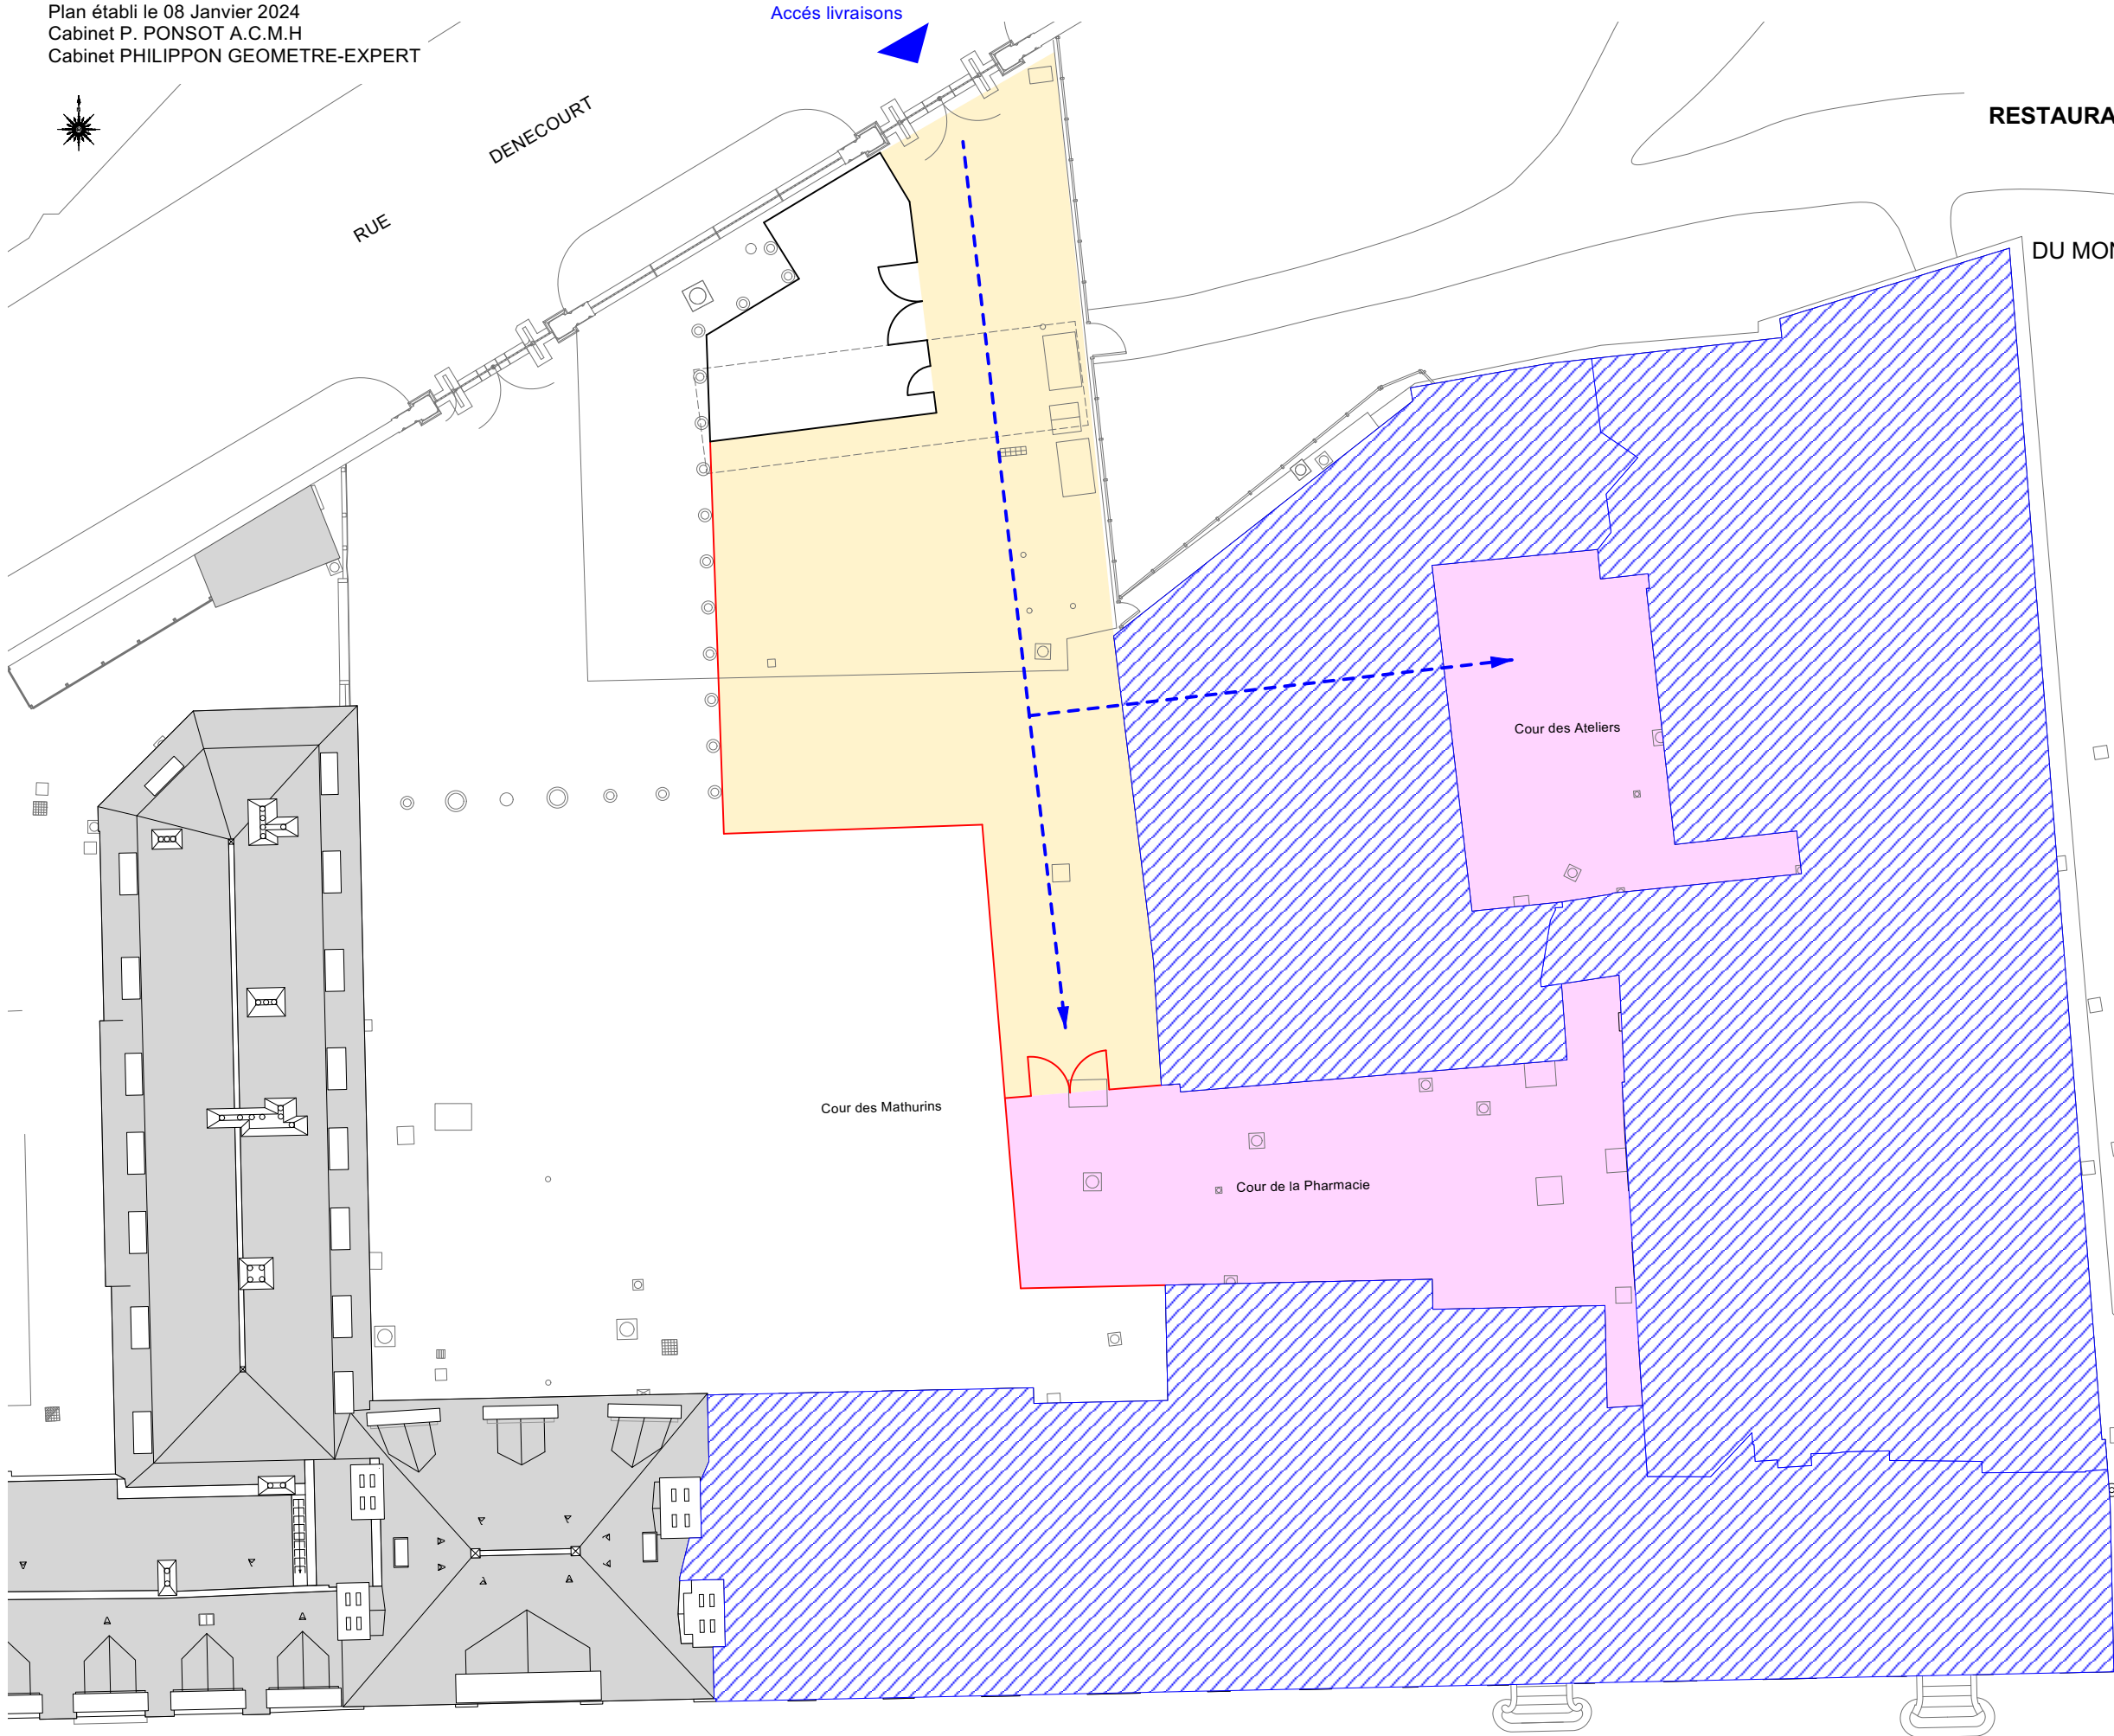 Plan établi le 08 Janvier 2024
Cabinet P. PONSOT A.C.M.H
Cabinet PHILIPPON GEOMETRE-EXPERT
Accés livraisons
RESTAURA
DENECOURT
RUE
DU MON
Cour des Ateliers
Cour des Mathurins
Cour de la Pharmacie